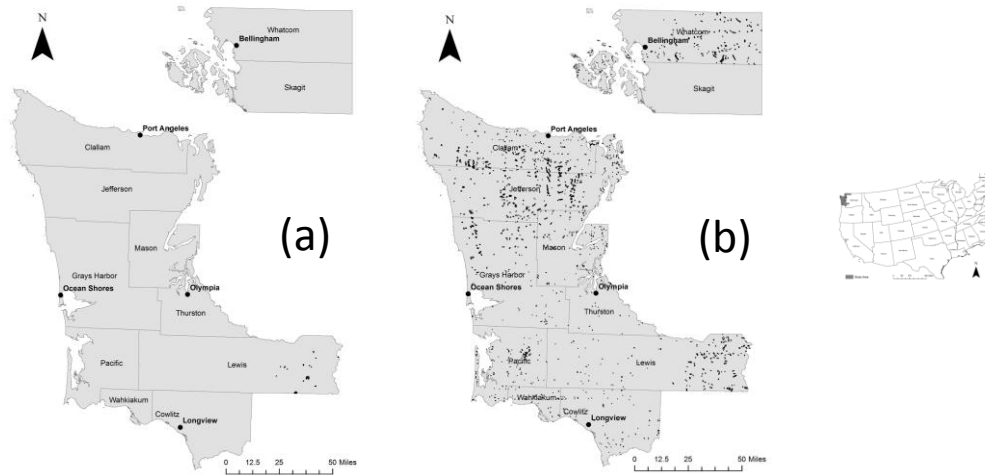 N
Whatcom
Bellingham
Skagit
Port Angeles
Clallam
Jefferson
(a)
Mason
Grays Harbor
Ocean Shores
Olympia
Thurston
Pacific
Lewis
Wahkiakum
Cowlitz
Longview
0 12.5 25 50 Miles
N
Whatcom
Bellingham
Skagit
Port Angeles
Clallam
Jefferson
(b)
Mason
Grays Harbor
Ocean Shores
Olympia
Thurston
Pacific
Lewis
Wahkiakum
Cowlitz
Longview
0 12.5 25 50 Miles
N